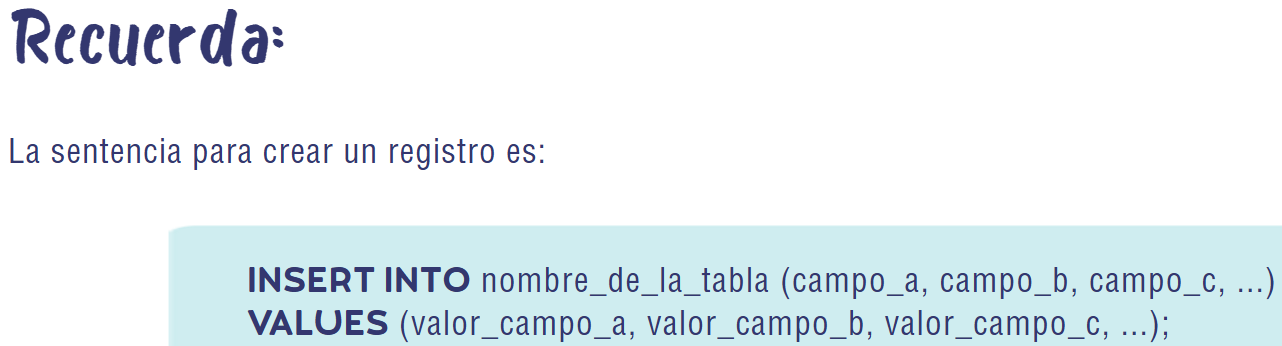 Recuerda:
La sentencia para crear un registro es:
INSERT INTO nombre_de_la_tabla (campo_a, campo_b, campo_c, ...)
VALUES (valor_campo_a, valor_campo_b, valor_campo_c, ...);